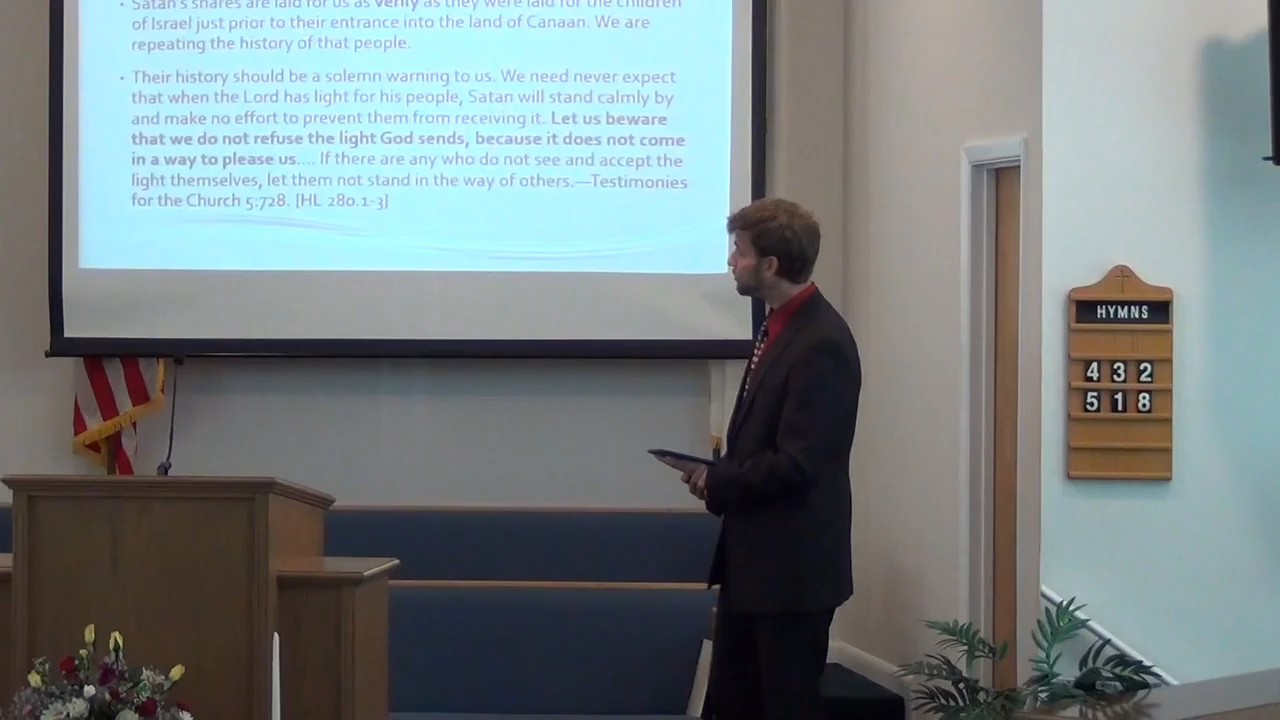 • Satan's snares are laid for us as verily as they were laid for the children
of Israel just prior to their entrance into the land of Canaan. We are
repeating the history of that people.
• Their history should be a solemn warning to us. We need never expect
that when the Lord has light for his people, Satan will stand calmly by
and make no effort to prevent them from receiving it. Let us beware
that we do not refuse the light God sends, because it does not come
in a way to please us.... If there are any who do not see and accept the
light themselves, let them not stand in the way of others.—Testimonies
for the Church 5:728. [HL 280.1-3]
HYMNS
432
518